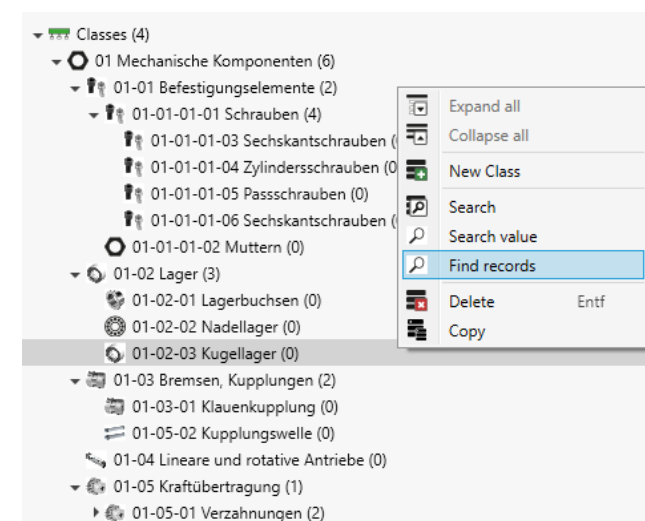 Classes (4)
01 Mechanische Komponenten (6)
01-01 Befestigungselemente (2)
01-01-01-01 Schrauben (4)
01-01-01-03 Sechskantschrauben (
01-01-01-04 Zylindersschrauben (0
01-01-01-05 Passschrauben (0)
01-01-01-06 Sechskantschrauben (
01-01-01-02 Muttern (0)
01-02 Lager (3)
01-02-01 Lagerbuchsen (0)
01-02-02 Nadellager (0)
01-02-03 Kugellager (0)
01-03 Bremsen, Kupplungen (2)
01-03-01 Klauenkupplung (0)
01-05-02 Kupplungswelle (0)
01-04 Lineare und rotative Antriebe (0)
01-05 Kraftübertragung (1)
01-05-01 Verzahnungen (2)
Expand all
Collapse all
New Class
Search
Search value
Find records
Delete Entf
Copy